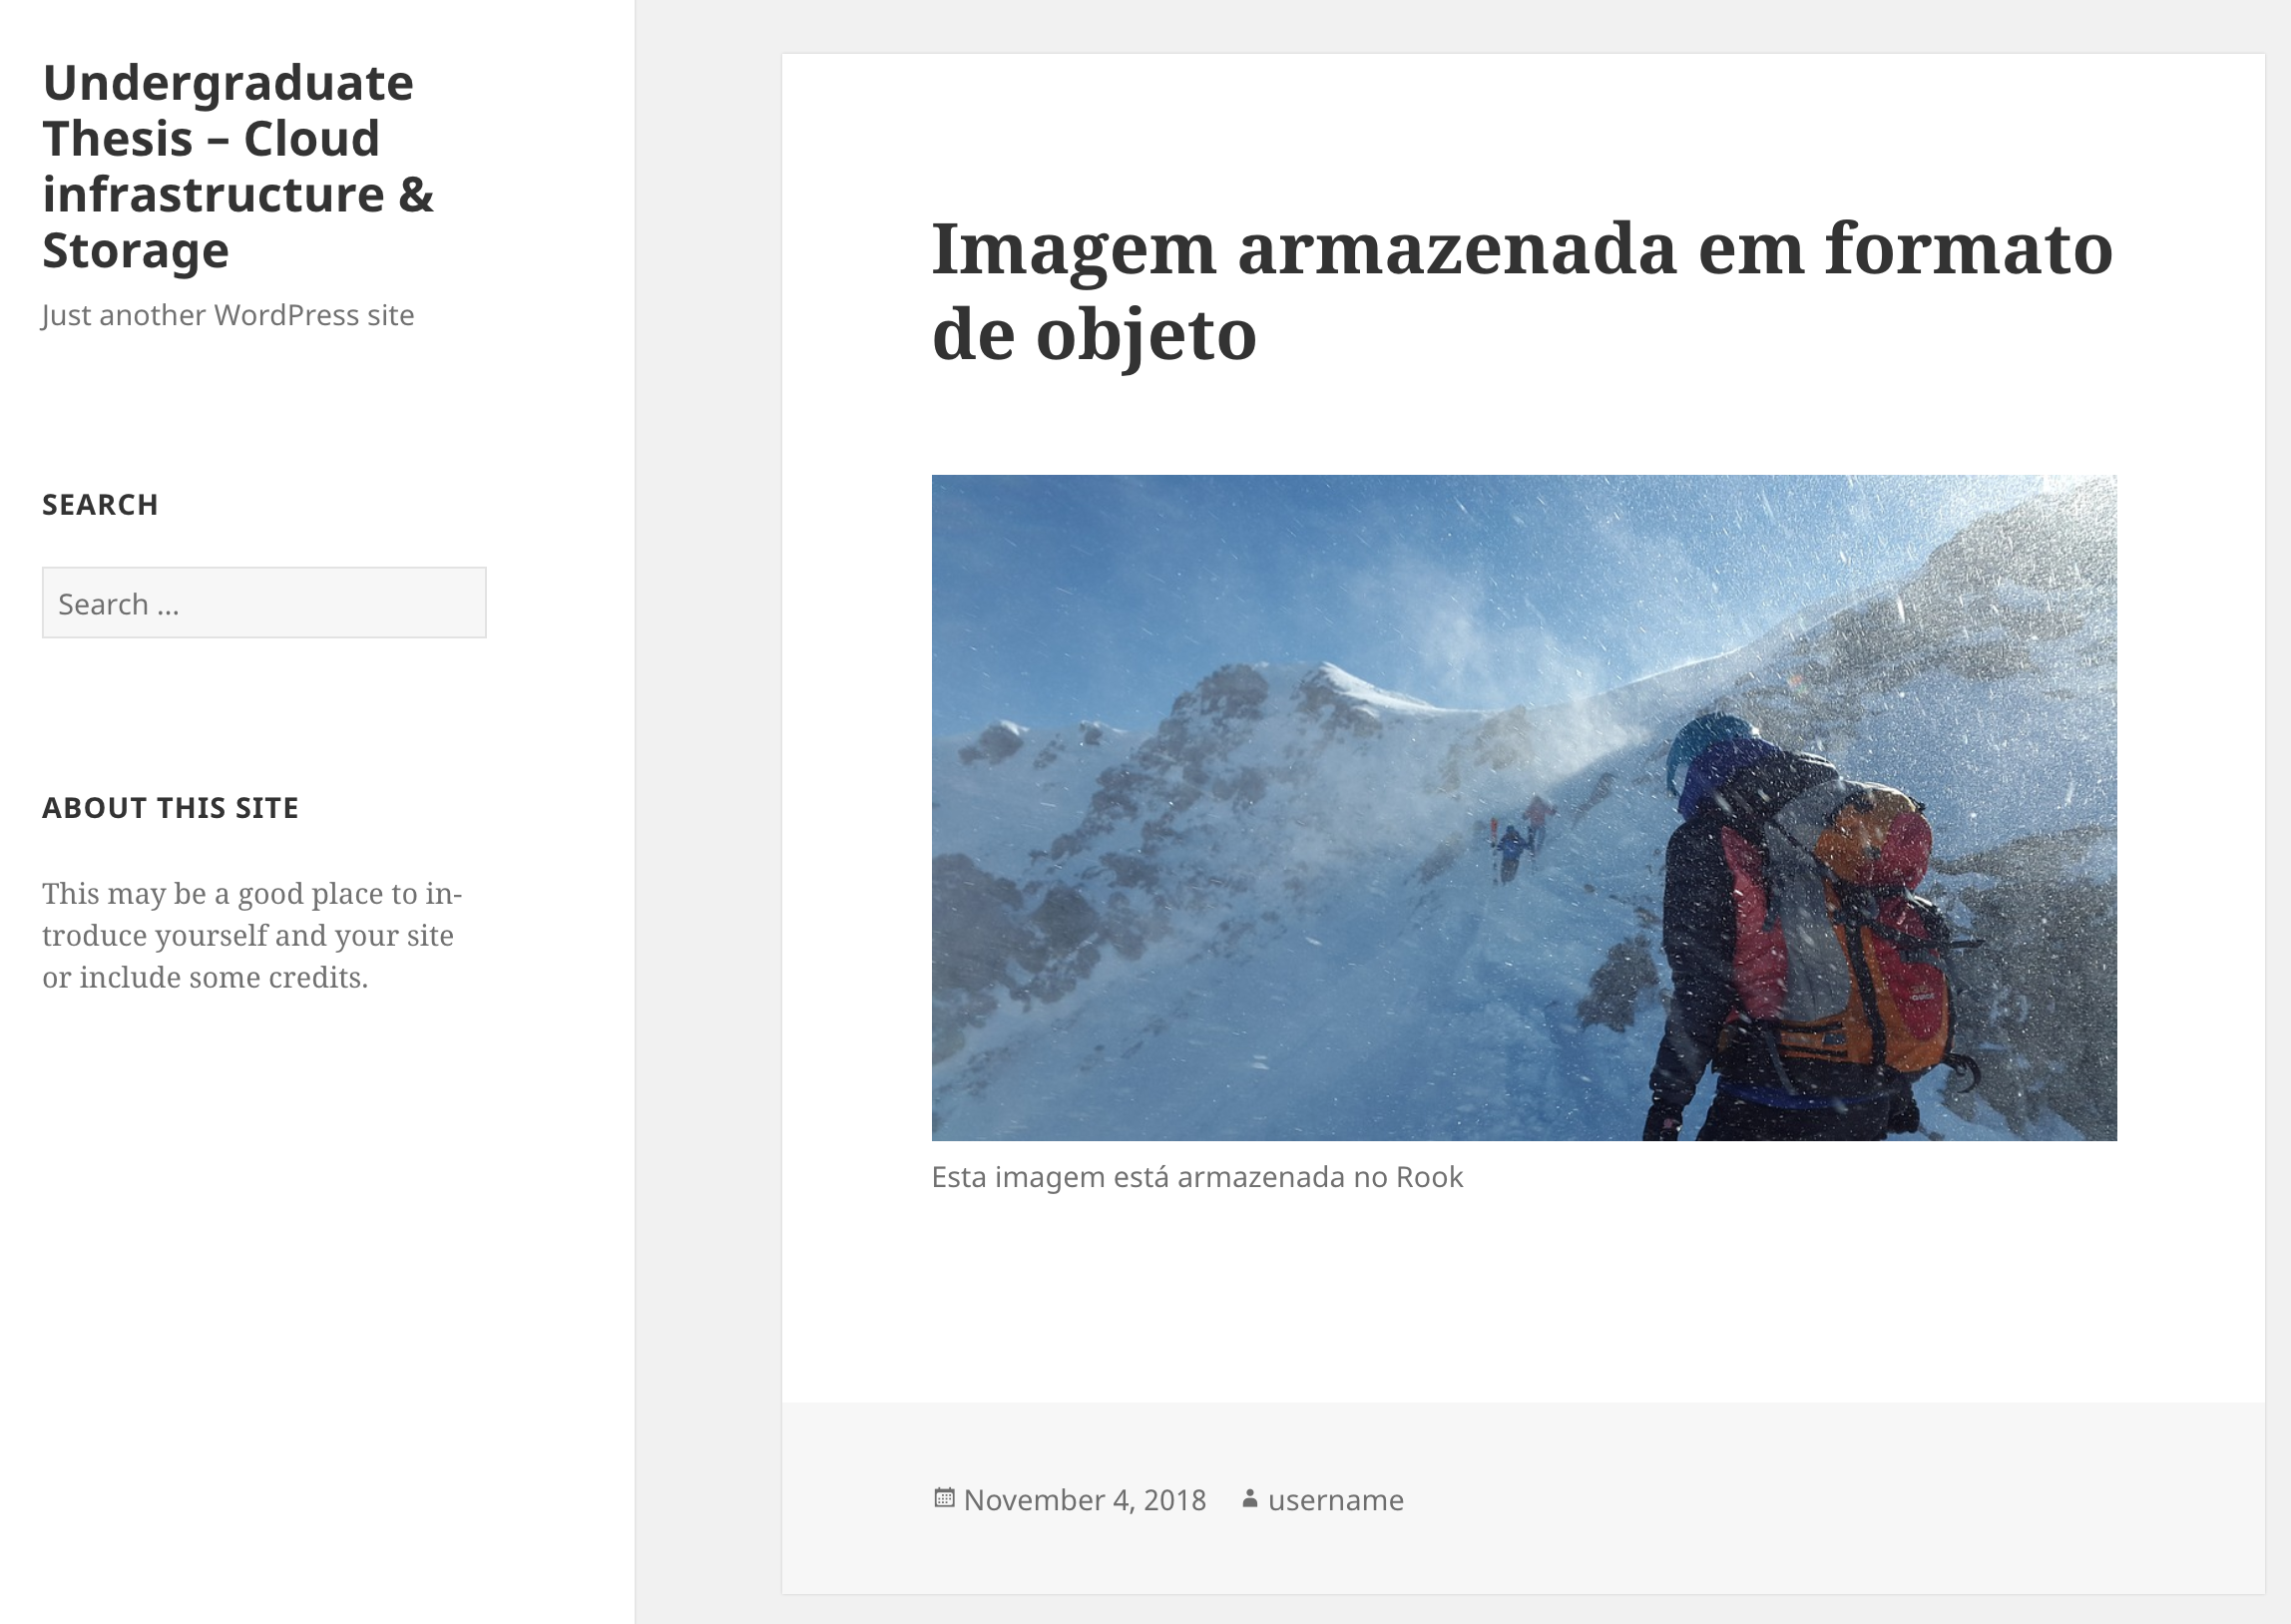 Undergraduate
Thesis – Cloud
infrastructure &
Storage
Just another WordPress site
SEARCH
Search ...
ABOUT THIS SITE
This may be a good place to in-
troduce yourself and your site
or include some credits.
Imagem armazenada em formato
de objeto
Esta imagem está armazenada no Rook
November 4, 2018 username